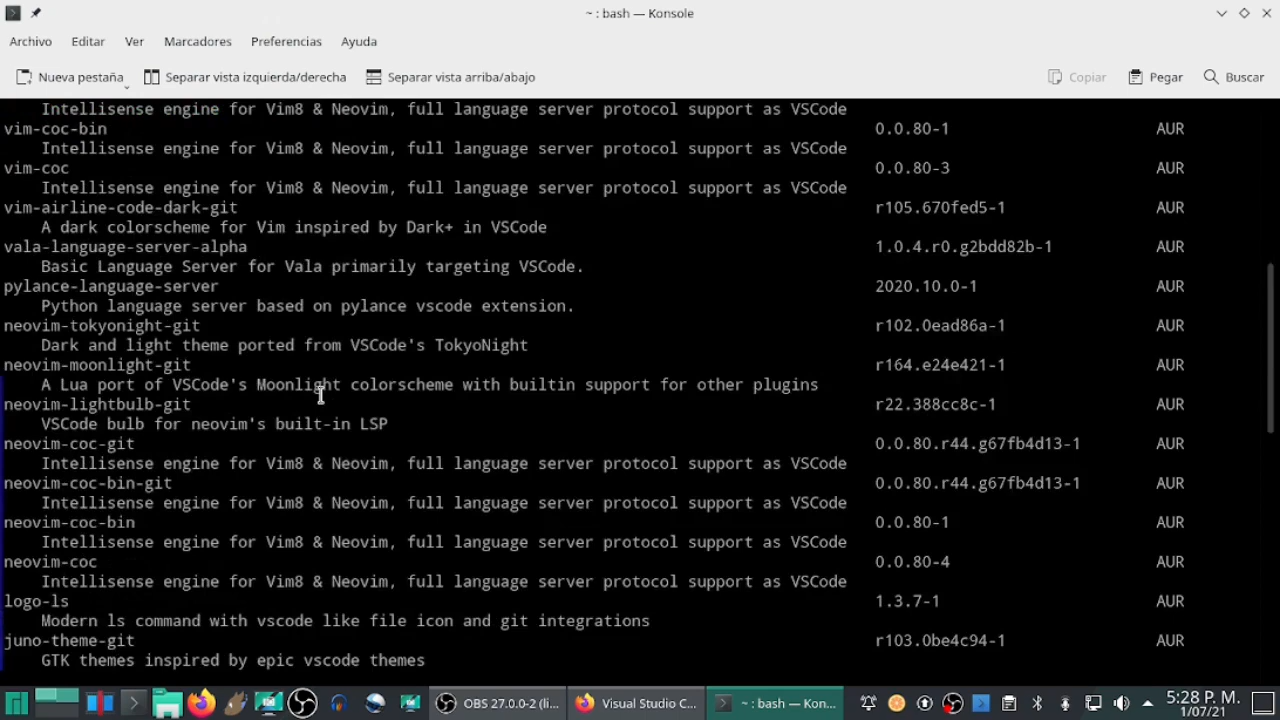 ~ : bash — Konsole
Archivo Editar Ver Marcadores Preferencias Ayuda
Nueva pestaña Separar vista izquierda/derecha Separar vista arriba/abajo Copiar Pegar Buscar
Intellisense engine for Vim8 & Neovim, full language server protocol support as VSCode
vim-coc-bin 0.0.80-1 AUR
Intellisense engine for Vim8 & Neovim, full language server protocol support as VSCode
vim-coc 0.0.80-3 AUR
Intellisense engine for Vim8 & Neovim, full language server protocol support as VSCode
vim-airline-code-dark-git r105.670fed5-1 AUR
A dark colorscheme for Vim inspired by Dark+ in VSCode
vala-language-server-alpha 1.0.4.r0.g2bdd82b-1 AUR
Basic Language Server for Vala primarily targeting VSCode.
pylance-language-server 2020.10.0-1 AUR
Python language server based on pylance vscode extension.
neovim-tokyonight-git r102.0ead86a-1 AUR
Dark and light theme ported from VSCode's TokyoNight
neovim-moonlight-git r164.e24e421-1 AUR
A Lua port of VSCode's Moonlight colorscheme with builtin support for other plugins
neovim-lightbulb-git r22.388cc8c-1 AUR
VSCode bulb for neovim's built-in LSP
neovim-coc-git 0.0.80.r44.g67fb4d13-1 AUR
Intellisense engine for Vim8 & Neovim, full language server protocol support as VSCode
neovim-coc-bin-git 0.0.80.r44.g67fb4d13-1 AUR
Intellisense engine for Vim8 & Neovim, full language server protocol support as VSCode
neovim-coc-bin 0.0.80-1 AUR
Intellisense engine for Vim8 & Neovim, full language server protocol support as VSCode
neovim-coc 0.0.80-4 AUR
Intellisense engine for Vim8 & Neovim, full language server protocol support as VSCode
logo-ls 1.3.7-1 AUR
Modern ls command with vscode like file icon and git integrations
juno-theme-git r103.0be4c94-1 AUR
GTK themes inspired by epic vscode themes
OBS 27.0.0-2 (li... Visual Studio C... ~ : bash — Kon... 5:28 P. M.
1/07/21